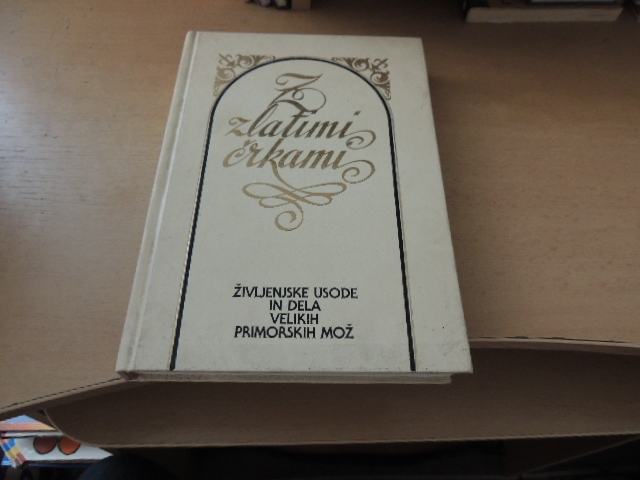 Z
zlatimi
črkami
ŽIVLJENJSKE USODE
IN DELA
VELIKIH
PRIMORSKIH MOŽ